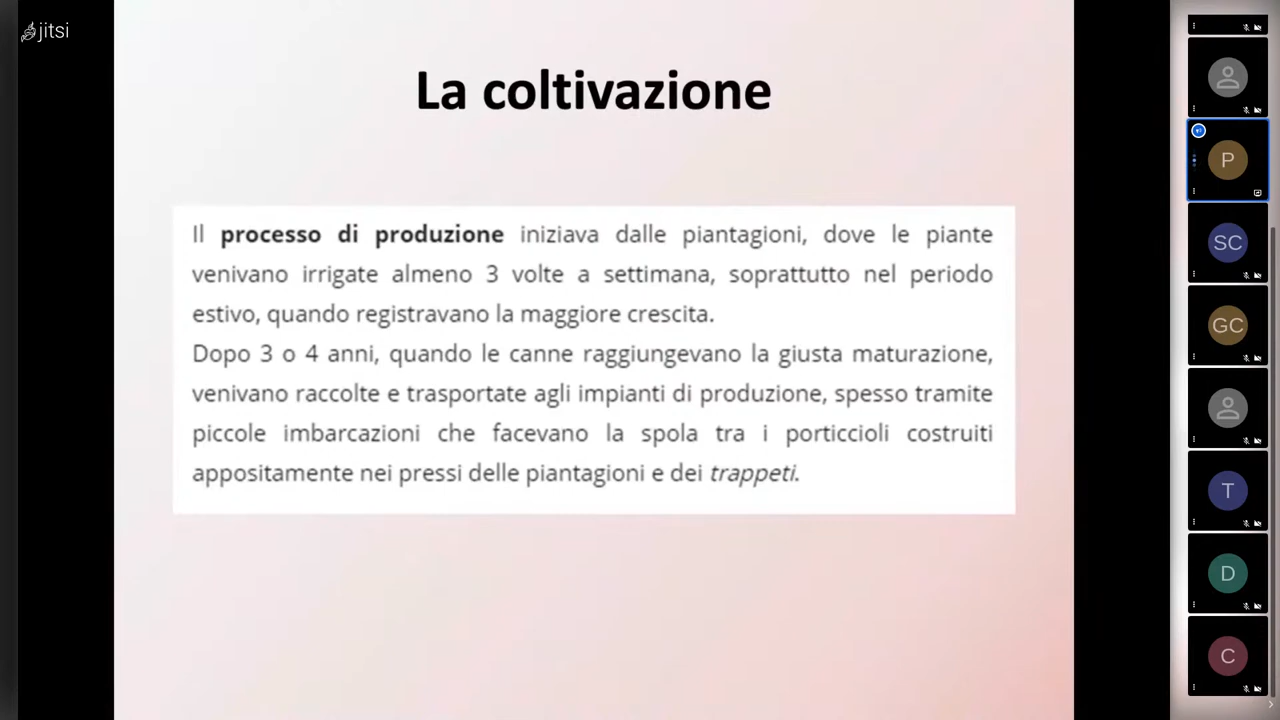 jitsi
La coltivazione
Il processo di produzione iniziava dalle piantagioni, dove le piante
venivano irrigate almeno 3 volte a settimana, soprattutto nel periodo
estivo, quando registravano la maggiore crescita.
Dopo 3 o 4 anni, quando le canne raggiungevano la giusta maturazione,
venivano raccolte e trasportate agli impianti di produzione, spesso tramite
piccole imbarcazioni che facevano la spola tra i porticcioli costruiti
appositamente nei pressi delle piantagioni e dei trappeti.
P
SC
GC
T
D
C